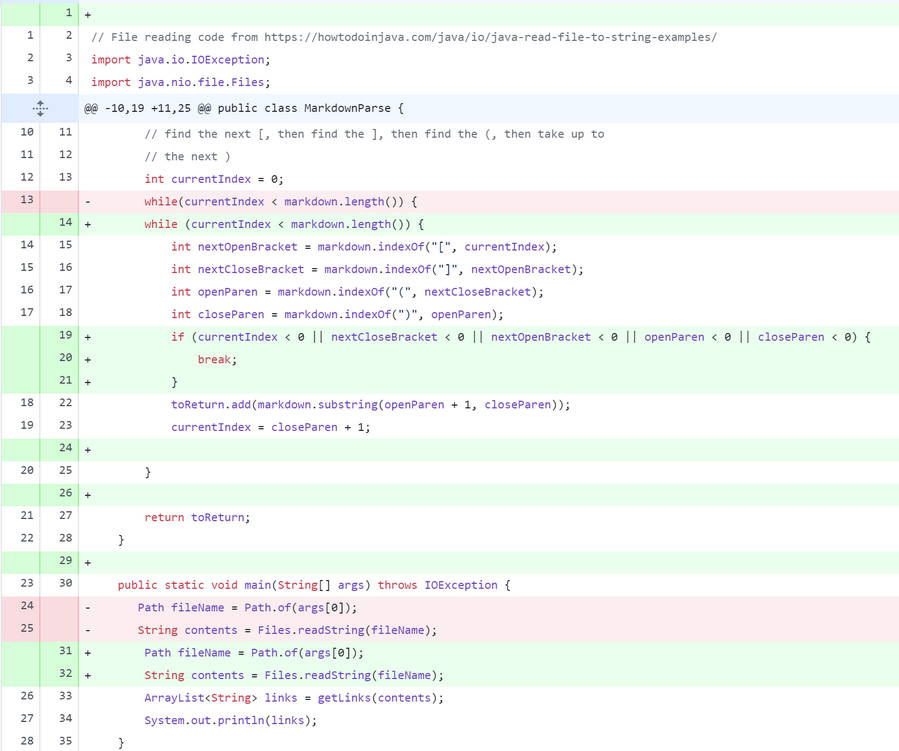 1 +
1 2 // File reading code from https://howtodoinjava.com/java/io/java-read-file-to-string-examples/
2 3 import java.io.IOException;
3 4 import java.nio.file.Files;
@@ -10,19 +11,25 @@ public class MarkdownParse {
10 11 // find the next [, then find the ], then find the (, then take up to
11 12 // the next )
12 13 int currentIndex = 0;
13 - while(currentIndex < markdown.length()) {
14 + while (currentIndex < markdown.length()) {
14 15 int nextOpenBracket = markdown.indexOf("[", currentIndex);
15 16 int nextCloseBracket = markdown.indexOf("]", nextOpenBracket);
16 17 int openParen = markdown.indexOf("(", nextCloseBracket);
17 18 int closeParen = markdown.indexOf(")", openParen);
19 + if (currentIndex < 0 || nextCloseBracket < 0 || nextOpenBracket < 0 || openParen < 0 || closeParen < 0) {
20 + break;
21 + }
18 22 toReturn.add(markdown.substring(openParen + 1, closeParen));
19 23 currentIndex = closeParen + 1;
24 +
20 25 }
26 +
21 27 return toReturn;
22 28 }
29 +
23 30 public static void main(String[] args) throws IOException {
24 - Path fileName = Path.of(args[0]);
25 - String contents = Files.readString(fileName);
31 + Path fileName = Path.of(args[0]);
32 + String contents = Files.readString(fileName);
26 33 ArrayList<String> links = getLinks(contents);
27 34 System.out.println(links);
28 35 }